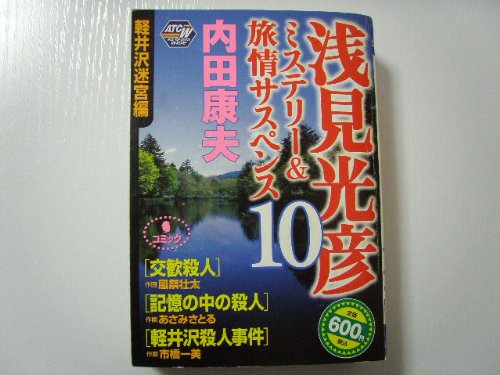 浅見光彦
ミステリー&
旅情サスペンス
10
内田康夫
軽井沢迷宮編
ATC
W
コミック
[交歓殺人]
作画 風祭壮太
[記憶の中の殺人]
作画 あさみさとる
[軽井沢殺人事件]
作画 市橋一美
定価
600円
税込